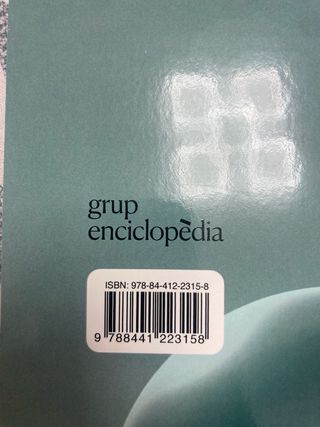 grup
enciclopèdia
ISBN: 978-84-412-2315-8
9 788441 223158